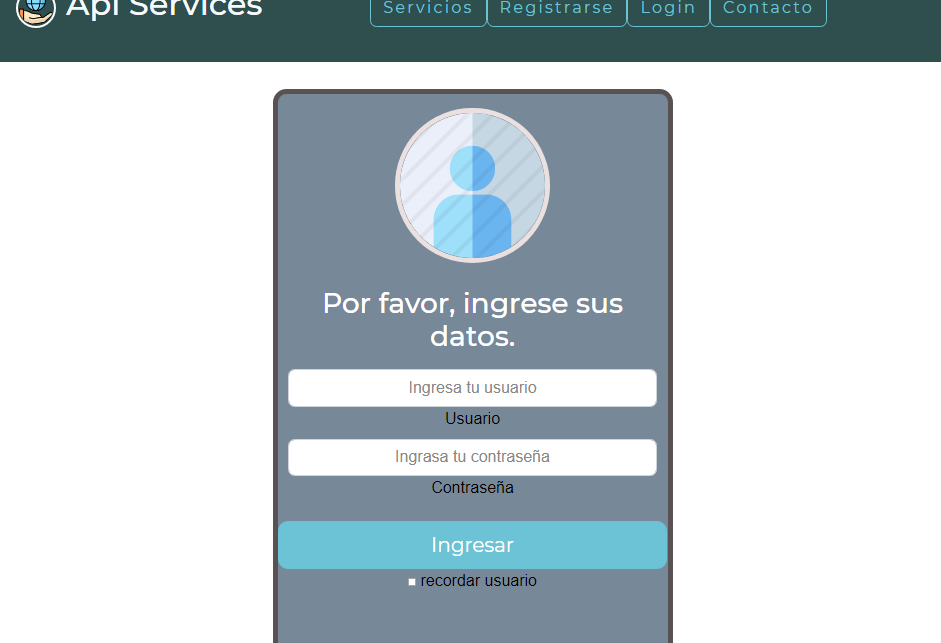 Api Services
Servicios
Registrarse
Login
Contacto
Por favor, ingrese sus
datos.
Ingresa tu usuario
Usuario
Ingrasa tu contraseña
Contraseña
Ingresar
recordar usuario